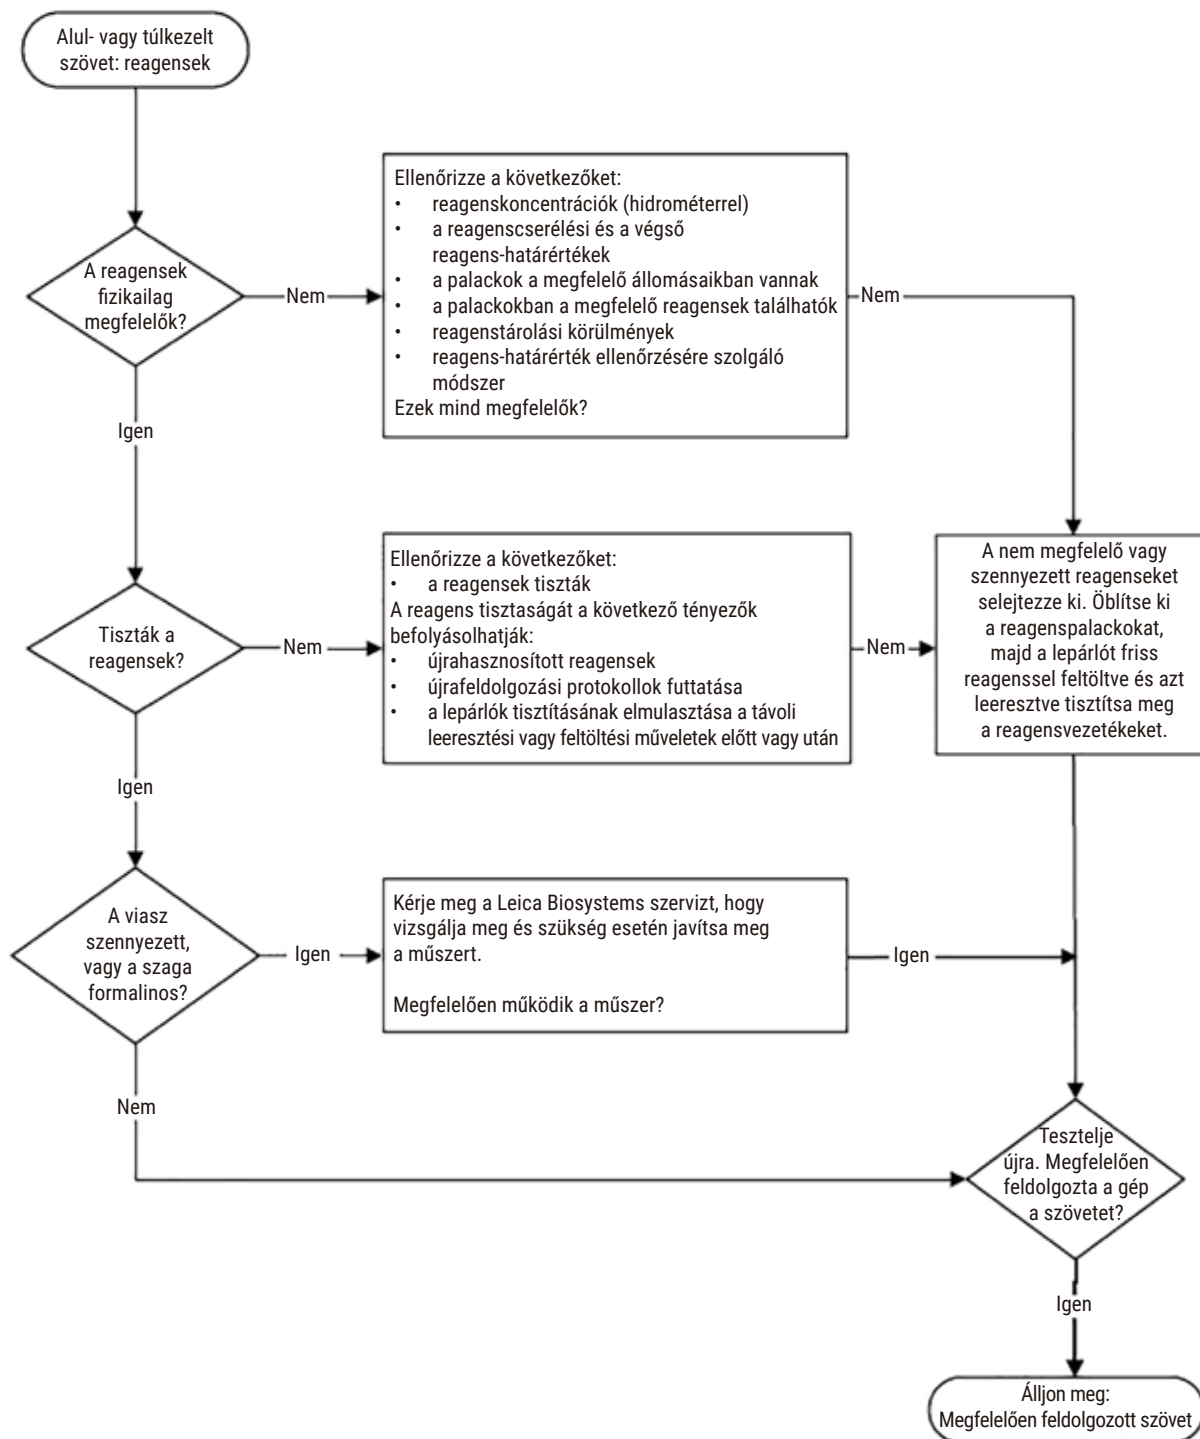 Alul- vagy túlkezelt
szövet: reagensek
A reagensek
fizikailag
megfelelők?
Nem
Ellenőrizze a következőket:
• reagenskoncentrációk (hidrométerrel)
• a reagenscserélési és a végső
reagens-határértékek
• a palackok a megfelelő állomásaikban vannak
• a palackokban a megfelelő reagensek találhatók
• reagenstárolási körülmények
• reagens-határérték ellenőrzésére szolgáló
módszer
Ezek mind megfelelők?
Nem
Igen
Tiszták a
reagensek?
Nem
Ellenőrizze a következőket:
• a reagensek tiszták
A reagens tisztaságát a következő tényezők
befolyásolhatják:
• újrahasznosított reagensek
• újrafeldolgozási protokollok futtatása
• a lepárlók tisztításának elmulasztása a távoli
leeresztési vagy feltöltési műveletek előtt vagy után
Nem
A nem megfelelő vagy
szennyezett reagenseket
selejtezze ki. Öblítse ki
a reagenspalackokat,
majd a lepárlót friss
reagenssel feltöltve és azt
leeresztve tisztítsa meg
a reagensvezetékeket.
Igen
A viasz
szennyezett,
vagy a szaga
formalinos?
Igen
Kérje meg a Leica Biosystems szervizt, hogy
vizsgálja meg és szükség esetén javítsa meg
a műszert.
Megfelelően működik a műszer?
Igen
Nem
Tesztelje
újra. Megfelelően
feldolgozta a gép
a szövetet?
Igen
Álljon meg:
Megfelelően feldolgozott szövet